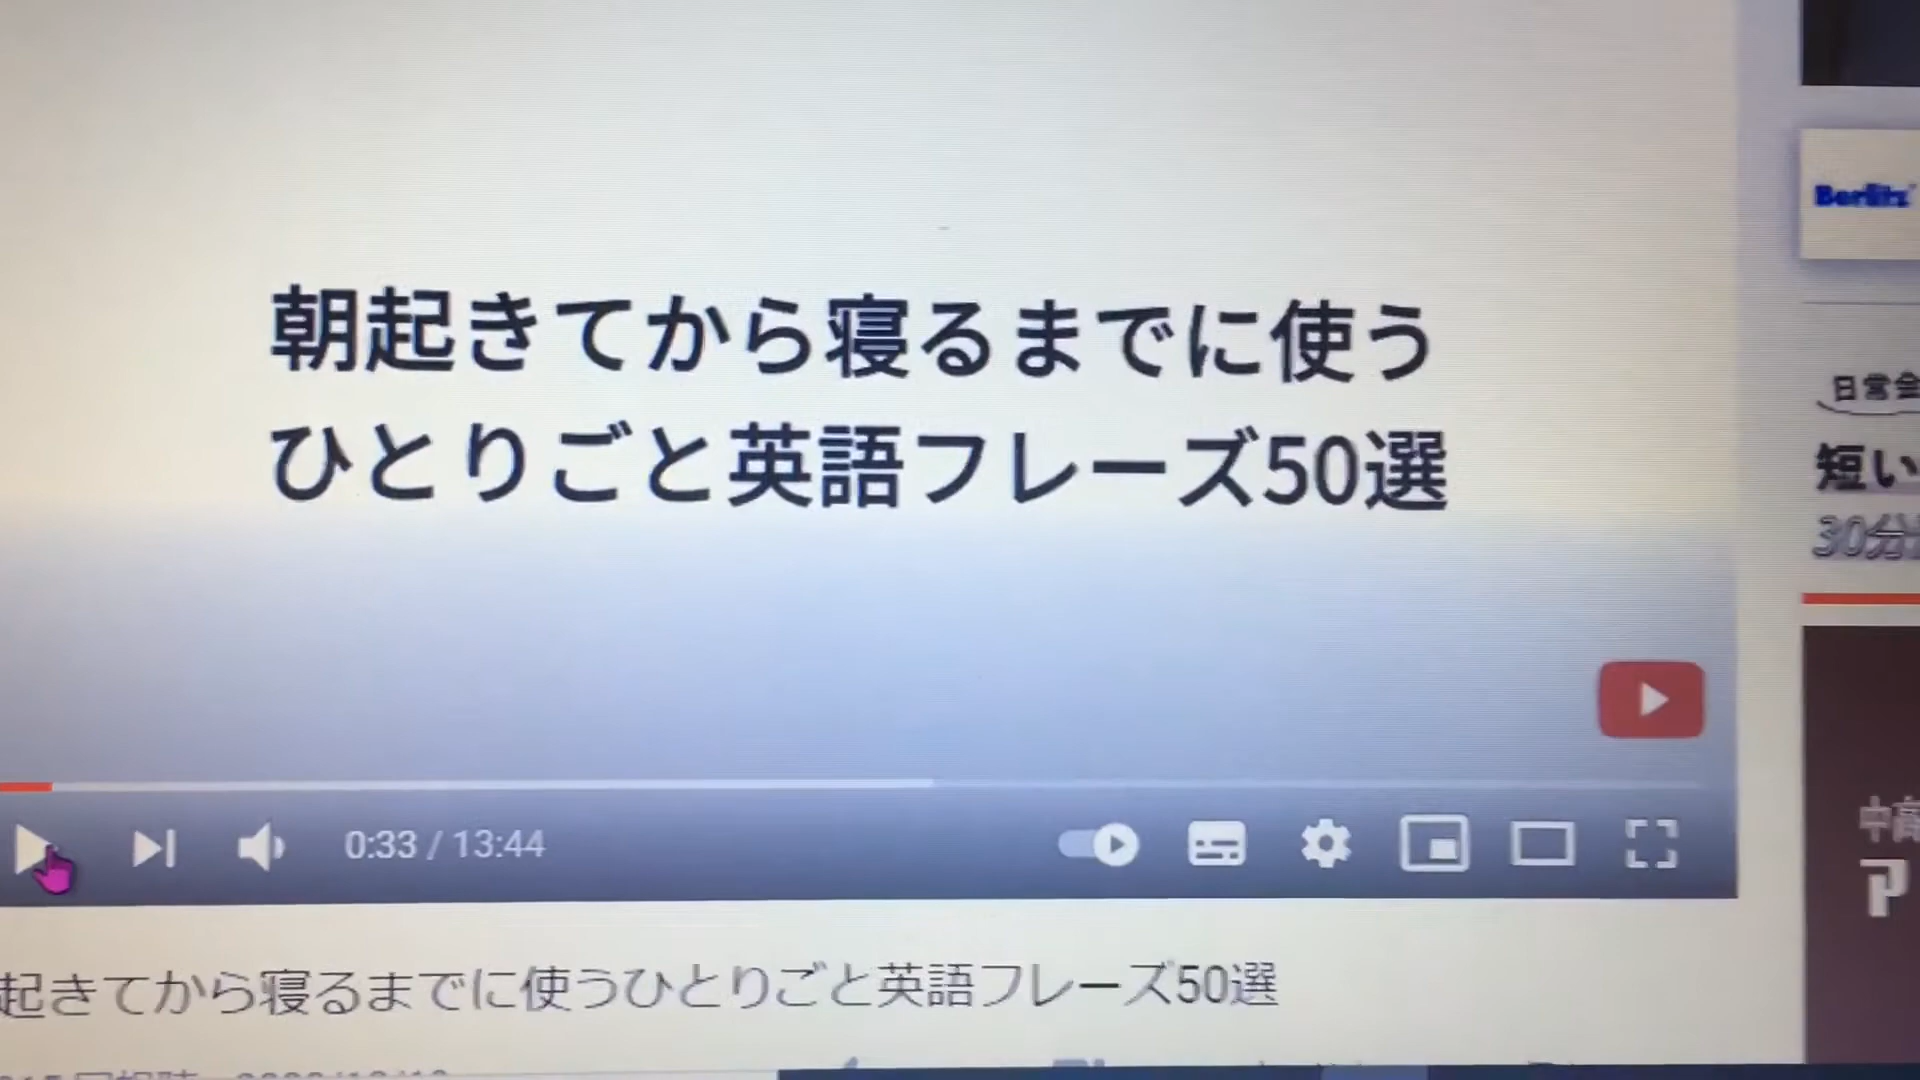 朝起きてから寝るまでに使う
ひとりごと英語フレーズ50選
0:33 / 13:44
起きてから寝るまでに使うひとりごと英語フレーズ50選
Berlitz
日常会
短い
30分
中高
ア